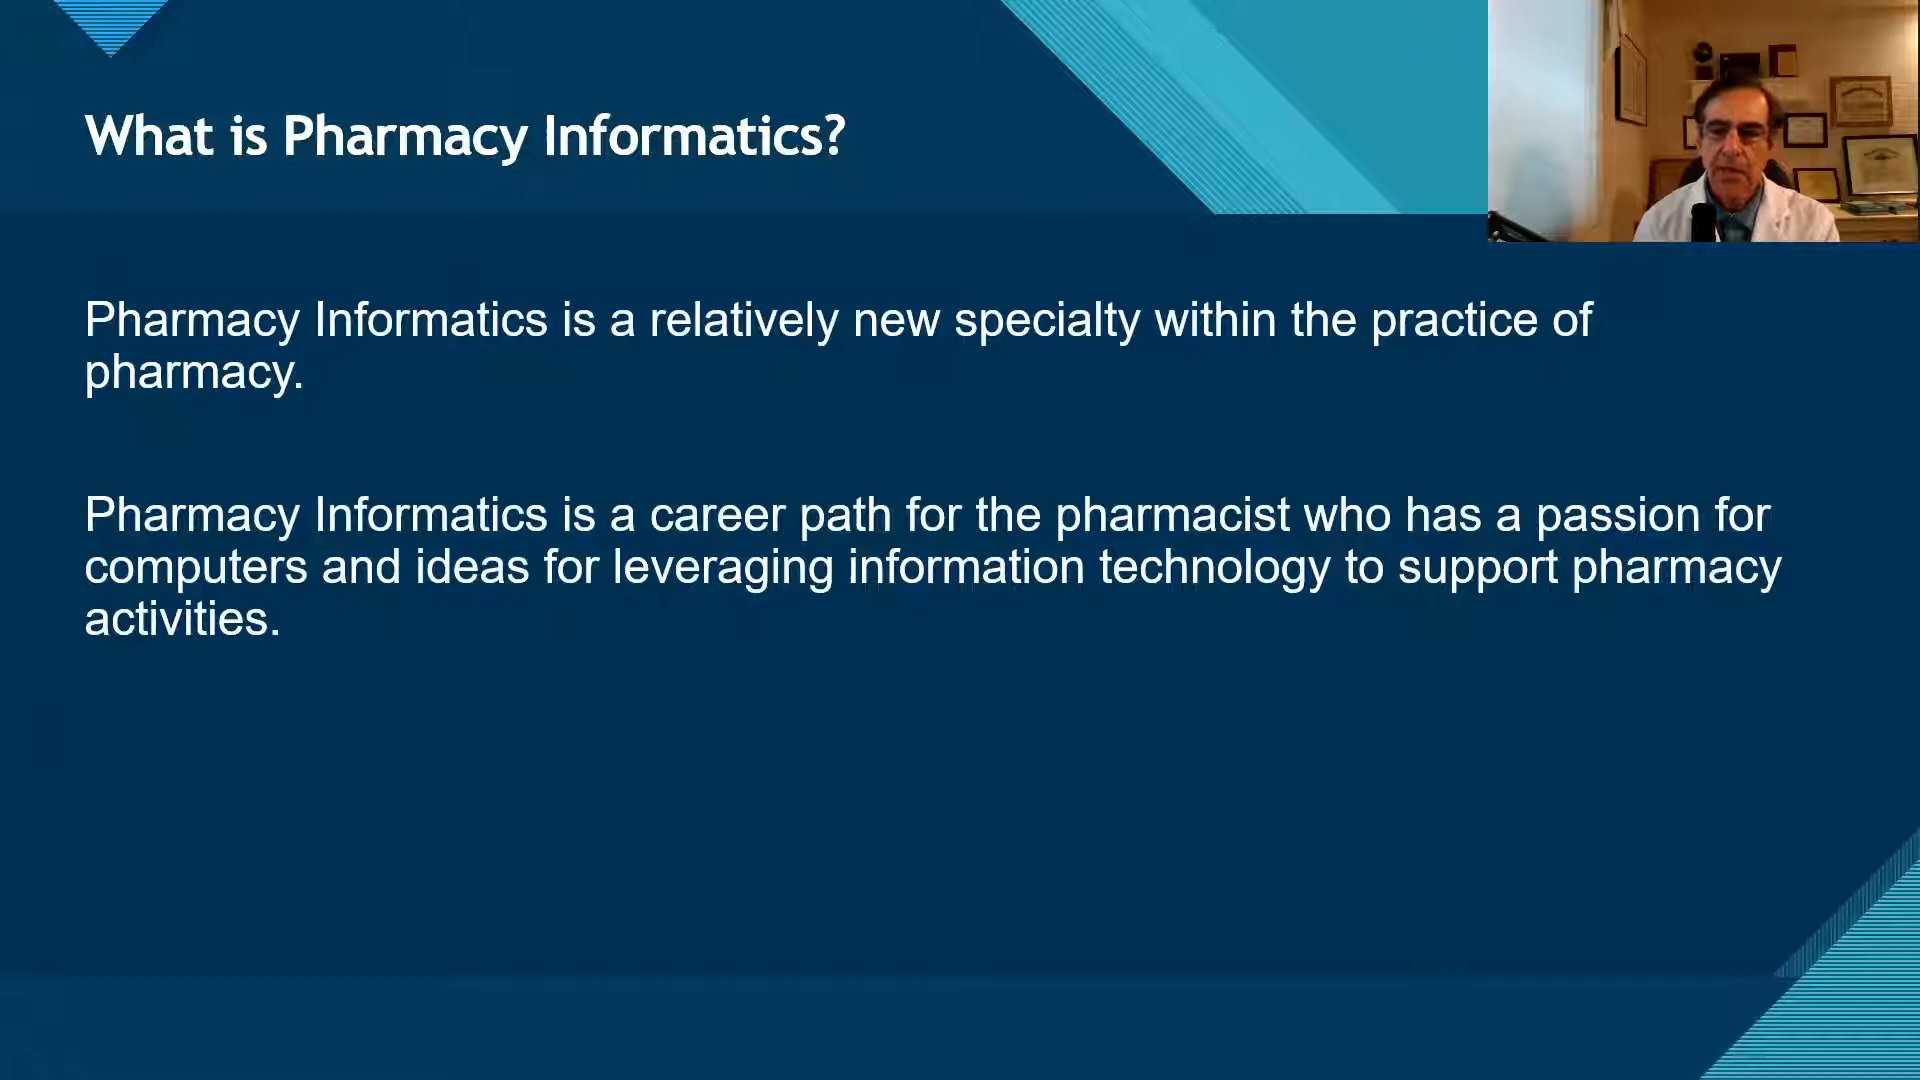 What is Pharmacy Informatics?
Pharmacy Informatics is a relatively new specialty within the practice of
pharmacy.
Pharmacy Informatics is a career path for the pharmacist who has a passion for
computers and ideas for leveraging information technology to support pharmacy
activities.